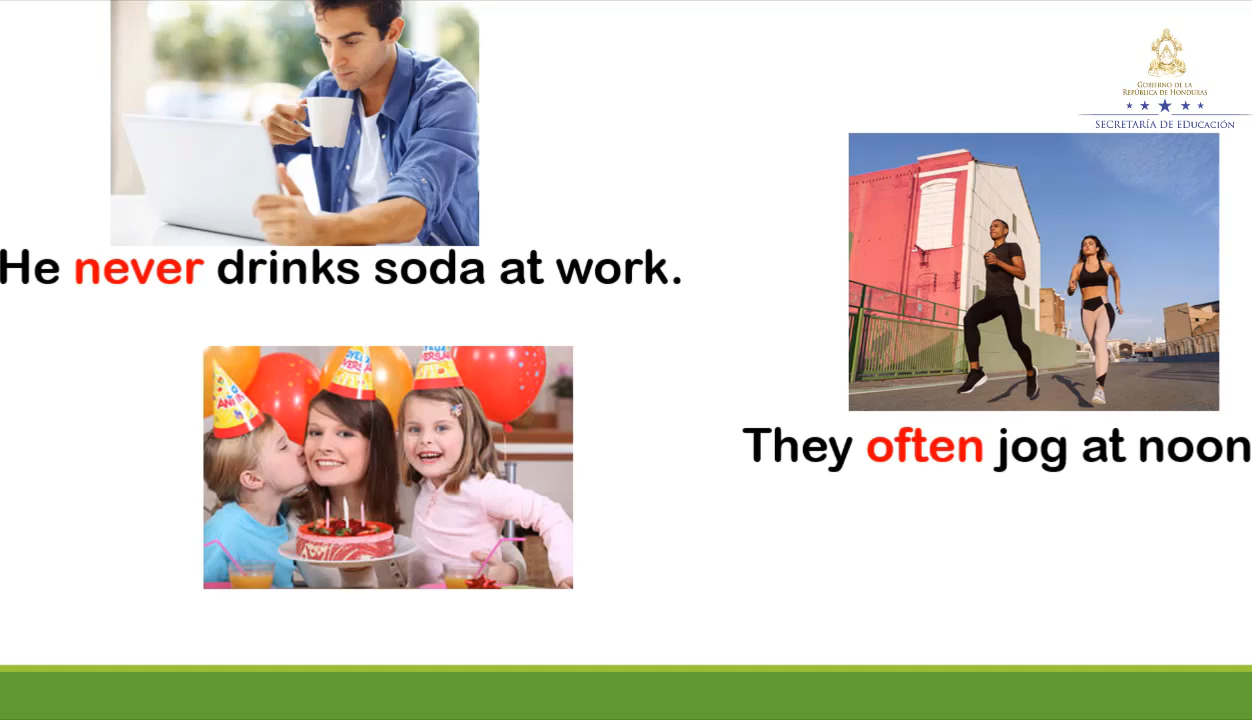 GOBIERNO DE LA
REPÚBLICA DE HONDURAS
SECRETARÍA DE EDUCACIÓN
He never drinks soda at work.
They often jog at noon